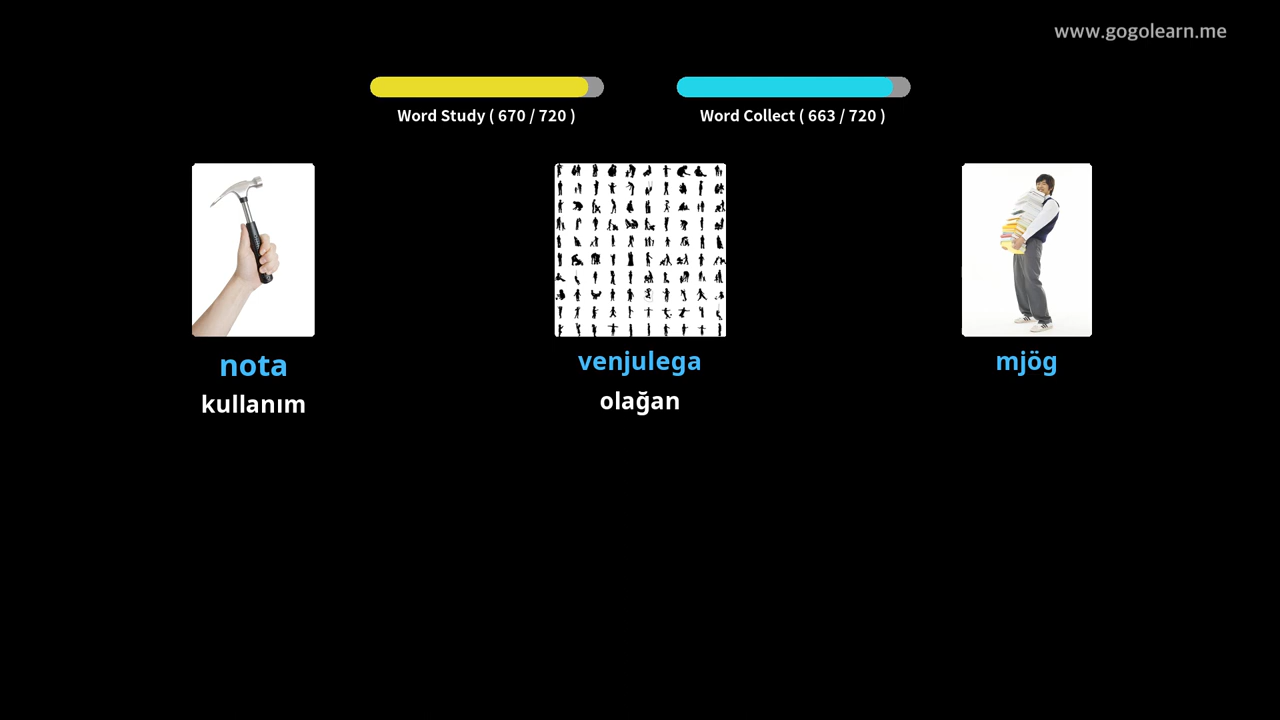 www.gogolearn.me
Word Study ( 670 / 720 )
Word Collect ( 663 / 720 )
nota
kullanım
venjulega
olağan
mjög